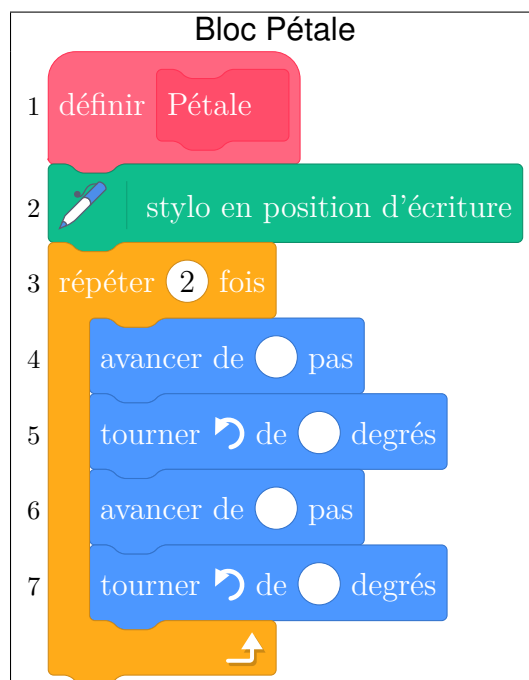 Bloc Pétale
1 définir Pétale
2 stylo en position d'écriture
3 répéter 2 fois
4 avancer de pas
5 tourner de degrés
6 avancer de pas
7 tourner de degrés